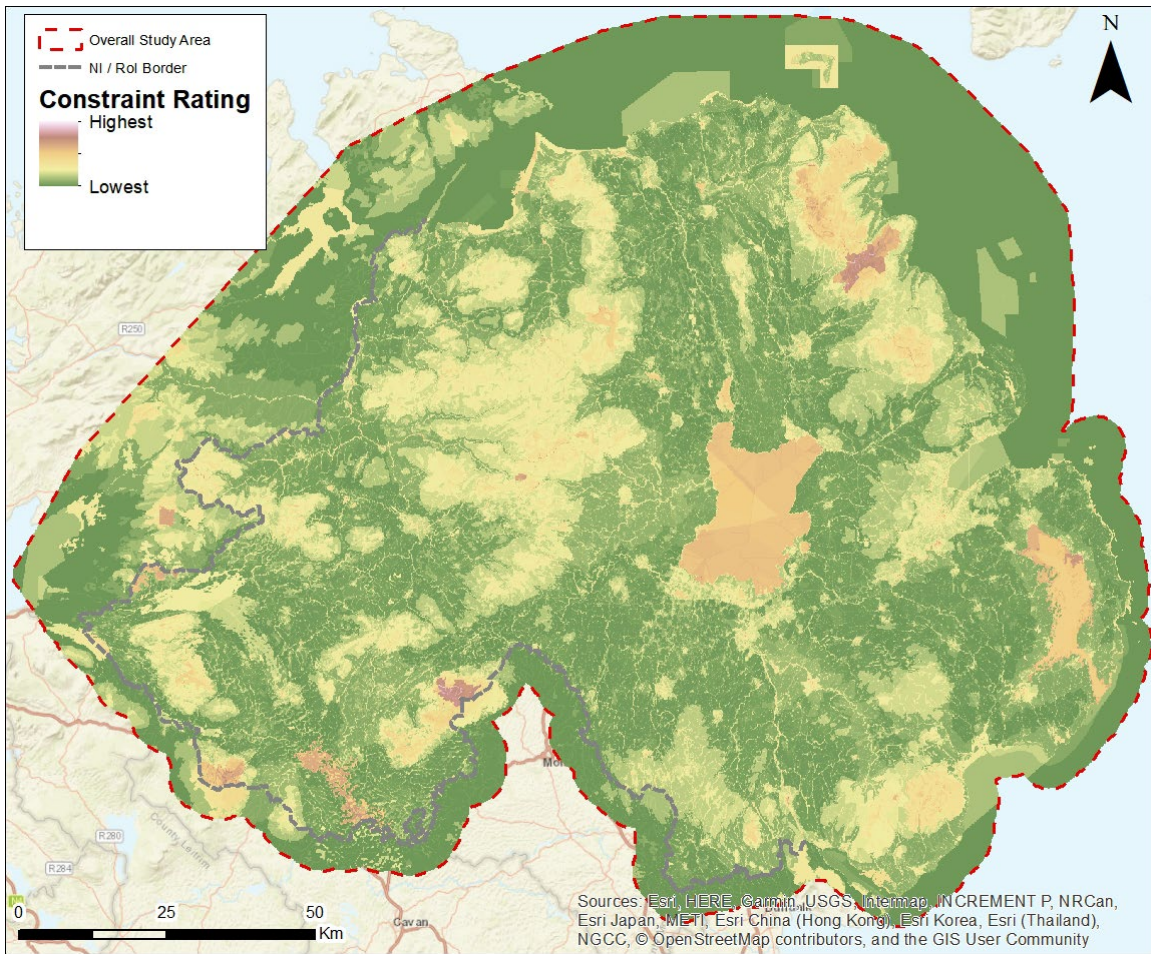 Overall Study Area
NI / RoI Border
Constraint Rating
Highest
Lowest
N
R250
R280
R284
County Leitrim
Cavan
0 25 50
Km
Sources: Esri, HERE, Garmin, USGS, Intermap, INCREMENT P, NRCan,
Esri Japan, METI, Esri China (Hong Kong), Esri Korea, Esri (Thailand),
NGCC, © OpenStreetMap contributors, and the GIS User Community